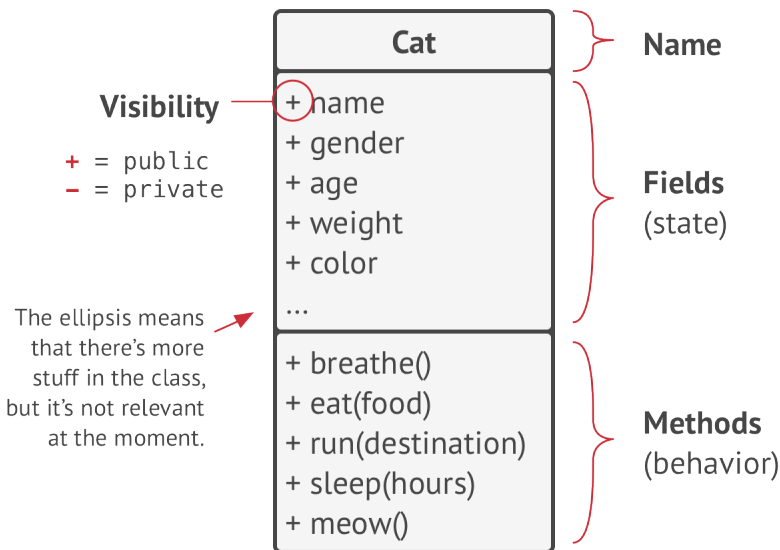 Cat
Name
Visibility
+ = public
− = private
+ name
+ gender
+ age
+ weight
+ color
...
Fields
(state)
The ellipsis means
that there’s more
stuff in the class,
but it’s not relevant
at the moment.
+ breathe()
+ eat(food)
+ run(destination)
+ sleep(hours)
+ meow()
Methods
(behavior)